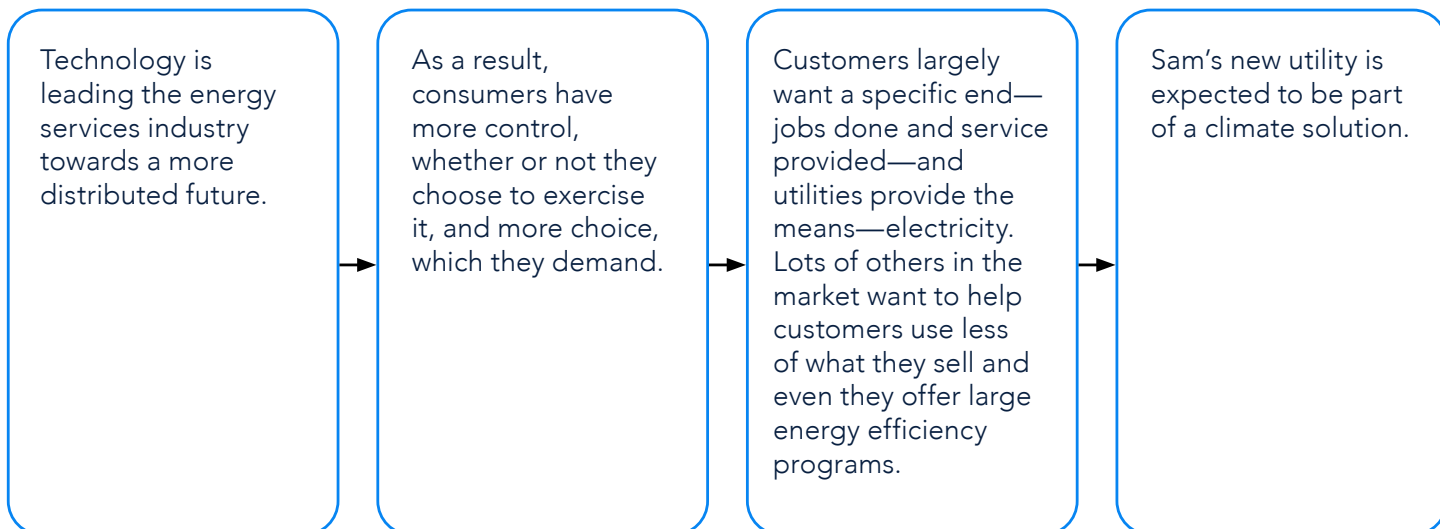 Technology is
leading the energy
services industry
towards a more
distributed future.
As a result,
consumers have
more control,
whether or not they
choose to exercise
it, and more choice,
which they demand.
Customers largely
want a specific end—
jobs done and service
provided—and
utilities provide the
means—electricity.
Lots of others in the
market want to help
customers use less
of what they sell and
even they offer large
energy efficiency
programs.
Sam’s new utility is
expected to be part
of a climate solution.